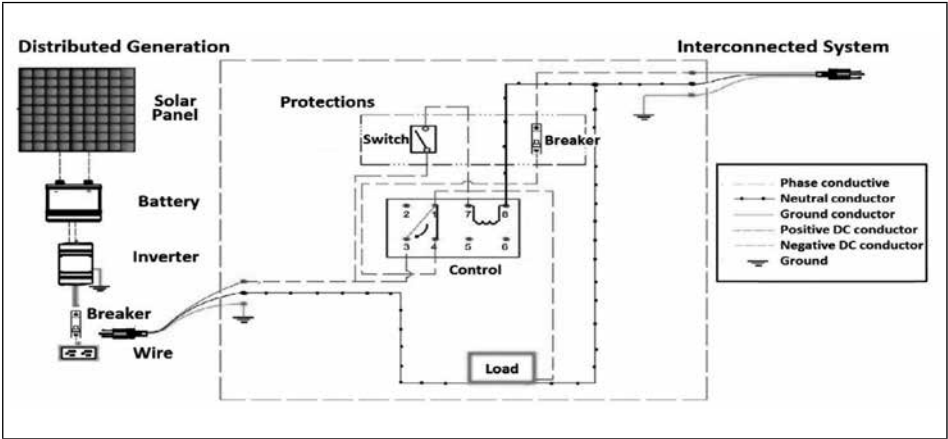 Distributed Generation
Interconnected System
Solar
Panel
Protections
Switch
Breaker
Battery
2 1 7 8
3 4 5 6
Control
Inverter
Breaker
Wire
Load
Phase conductive
Neutral conductor
Ground conductor
Positive DC conductor
Negative DC conductor
Ground